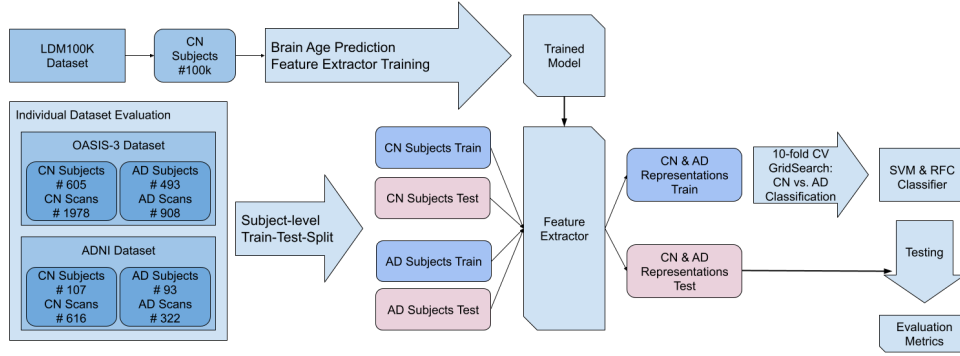 LDM100K
Dataset
CN
Subjects
#100k
Brain Age Prediction
Feature Extractor Training
Trained
Model
Individual Dataset Evaluation
OASIS-3 Dataset
CN Subjects
# 605
CN Scans
# 1978
AD Subjects
# 493
AD Scans
# 908
ADNI Dataset
CN Subjects
# 107
CN Scans
# 616
AD Subjects
# 93
AD Scans
# 322
Subject-level
Train-Test-Split
CN Subjects Train
CN Subjects Test
AD Subjects Train
AD Subjects Test
Feature
Extractor
CN & AD
Representations
Train
CN & AD
Representations
Test
10-fold CV
GridSearch:
CN vs. AD
Classification
SVM & RFC
Classifier
Testing
Evaluation
Metrics